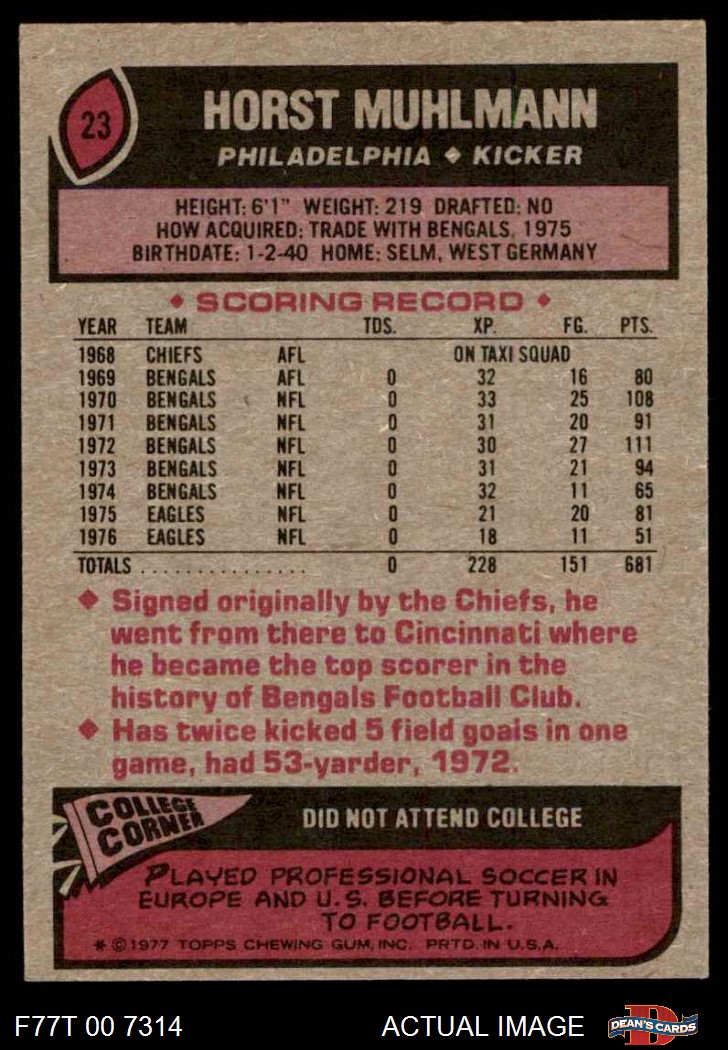 23
HORST MUHLMANN
PHILADELPHIA ◆ KICKER
HEIGHT: 6'1" WEIGHT: 219 DRAFTED: NO
HOW ACQUIRED: TRADE WITH BENGALS, 1975
BIRTHDATE: 1-2-40 HOME: SELM, WEST GERMANY
◆ SCORING RECORD ◆
YEAR TEAM TDS. XP. FG. PTS.
1968 CHIEFS AFL ON TAXI SQUAD
1969 BENGALS AFL 0 32 16 80
1970 BENGALS NFL 0 33 25 108
1971 BENGALS NFL 0 31 20 91
1972 BENGALS NFL 0 30 27 111
1973 BENGALS NFL 0 31 21 94
1974 BENGALS NFL 0 32 11 65
1975 EAGLES NFL 0 21 20 81
1976 EAGLES NFL 0 18 11 51
TOTALS ............... 0 228 151 681
◆ Signed originally by the Chiefs, he
went from there to Cincinnati where
he became the top scorer in the
history of Bengals Football Club.
◆ Has twice kicked 5 field goals in one
game, had 53-yarder, 1972.
COLLEGE
CORNER
DID NOT ATTEND COLLEGE
PLAYED PROFESSIONAL SOCCER IN
EUROPE AND U.S. BEFORE TURNING
TO FOOTBALL.
* © 1977 TOPPS CHEWING GUM, INC. PRTD. IN U.S.A.
F77T 00 7314 ACTUAL IMAGE
D
DEAN'S CARDS